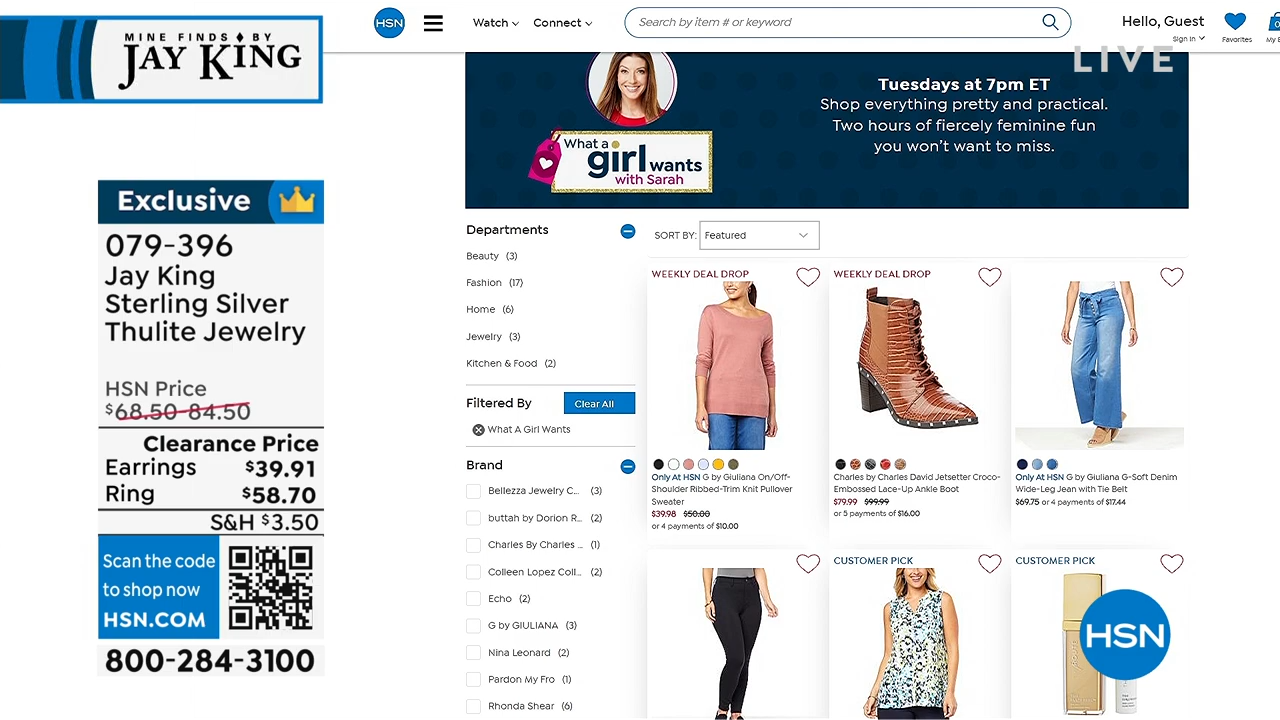 MINE FINDS BY
JAY KING
Exclusive
079-396
Jay King
Sterling Silver
Thulite Jewelry
HSN Price
$68.50-84.50
Clearance Price
Earrings $39.91
Ring $58.70
S&H $3.50
Scan the code
to shop now
HSN.COM
800-284-3100
HSN
Watch
Connect
Search by item # or keyword
Hello, Guest
Sign In
Favorites
0
LIVE
What a
girl wants
with Sarah
Tuesdays at 7pm ET
Shop everything pretty and practical.
Two hours of fiercely feminine fun
you won't want to miss.
Departments
Beauty (3)
Fashion (17)
Home (6)
Jewelry (3)
Kitchen & Food (2)
Filtered By Clear All
What A Girl Wants
Brand
Bellezza Jewelry C... (3)
buttah by Dorion R... (2)
Charles By Charles ... (1)
Colleen Lopez Coll... (2)
Echo (2)
G by GIULIANA (3)
Nina Leonard (2)
Pardon My Fro (1)
Rhonda Shear (6)
SORT BY: Featured
WEEKLY DEAL DROP
Only At HSN G by Giuliana On/Off-
Shoulder Ribbed-Trim Knit Pullover
Sweater
$39.98 $50.00
or 4 payments of $10.00
WEEKLY DEAL DROP
Charles by Charles David Jetsetter Croco-
Embossed Lace-Up Ankle Boot
$79.99 $99.99
or 5 payments of $16.00
Only At HSN G by Giuliana G-Soft Denim
Wide-Leg Jean with Tie Belt
$69.75 or 4 payments of $17.44
CUSTOMER PICK
CUSTOMER PICK
HSN